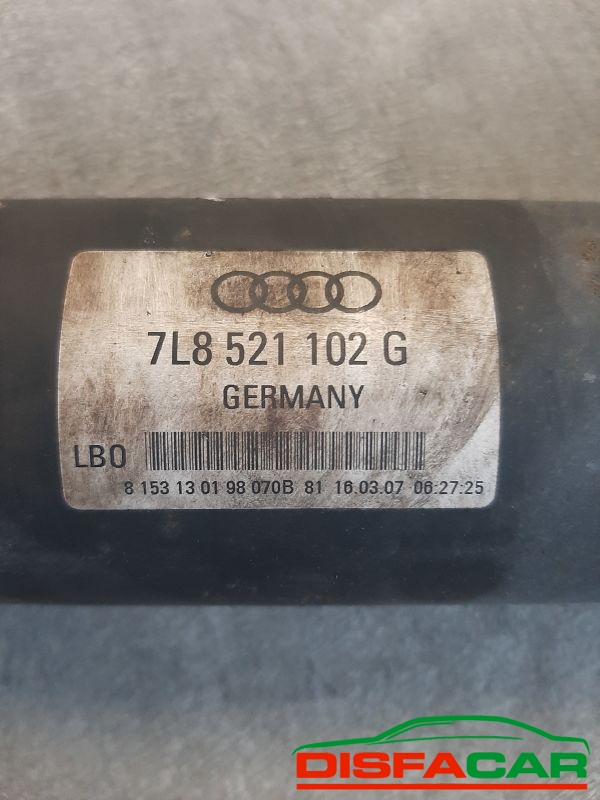 7L8 521 102 G
GERMANY
LBO
8 153 13 01 98 070B 81 16.03.07 06:27:25
DISFACAR